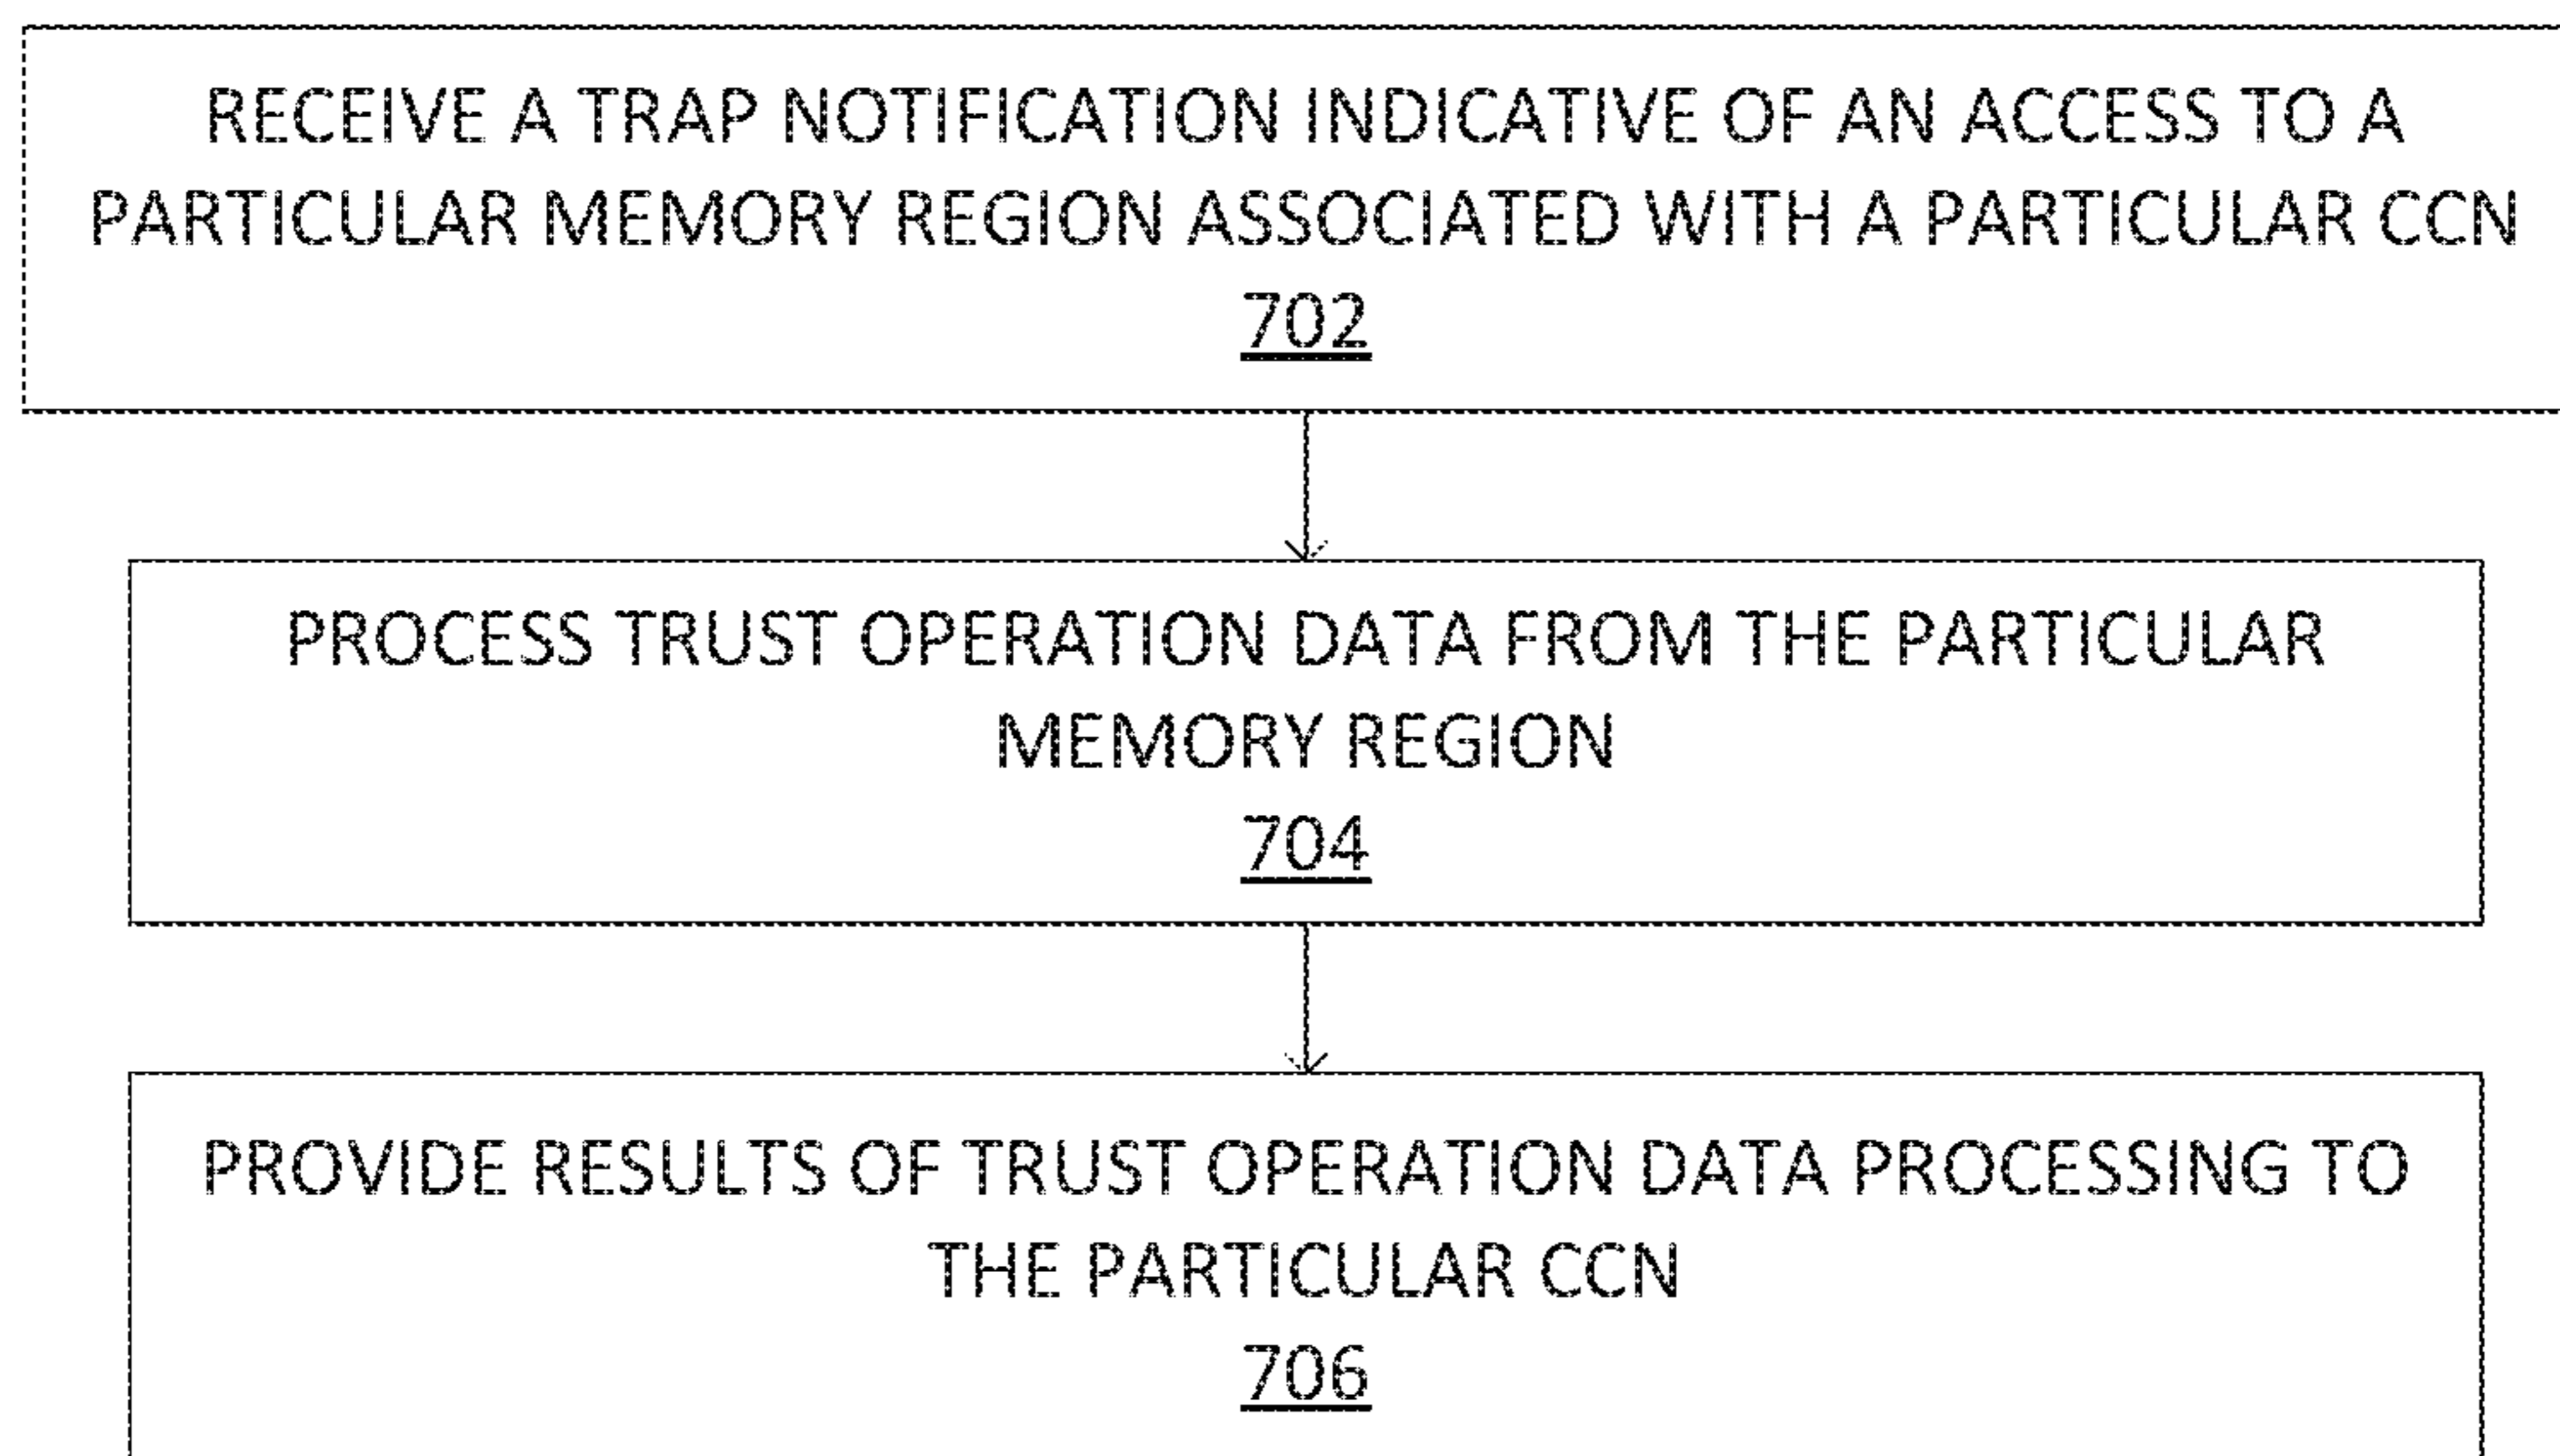 RECEIVE A TRAP NOTIFICATION INDICATIVE OF AN ACCESS TO A
PARTICULAR MEMORY REGION ASSOCIATED WITH A PARTICULAR CCN
702
PROCESS TRUST OPERATION DATA FROM THE PARTICULAR
MEMORY REGION
704
PROVIDE RESULTS OF TRUST OPERATION DATA PROCESSING TO
THE PARTICULAR CCN
706